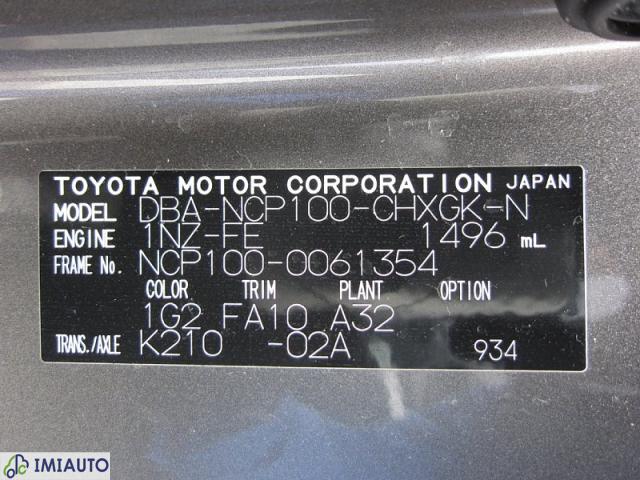 TOYOTA MOTOR CORPORATION JAPAN
MODEL DBA-NCP100-CHXGK-N
ENGINE 1NZ-FE 1496 mL
FRAME No. NCP100-0061354
COLOR TRIM PLANT OPTION
1G2 FA10 A32
TRANS./AXLE K210 -02A 934
IMIAUTO